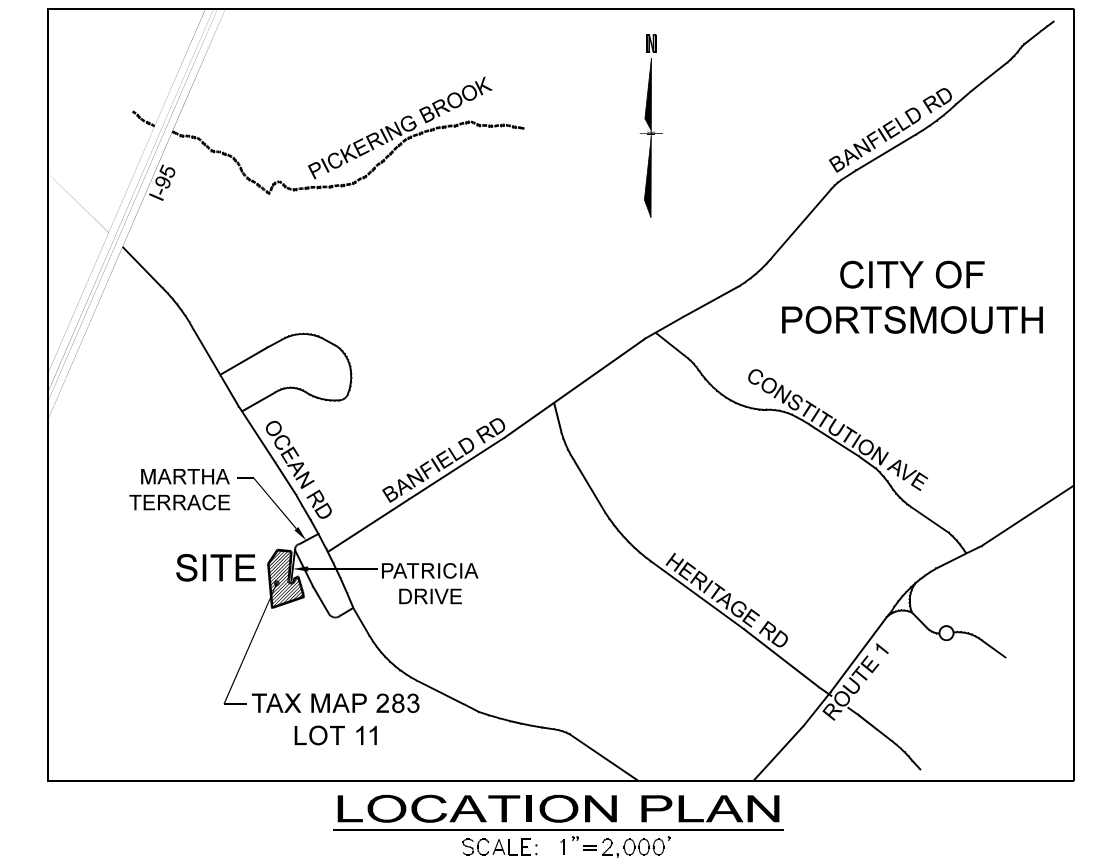 N
PICKERING BROOK
BANFIELD RD
I-95
CITY OF
PORTSMOUTH
CONSTITUTION AVE
OCEAN RD
BANFIELD RD
MARTHA
TERRACE
SITE
PATRICIA
DRIVE
HERITAGE RD
ROUTE 1
TAX MAP 283
LOT 11
LOCATION PLAN
SCALE: 1"=2,000'